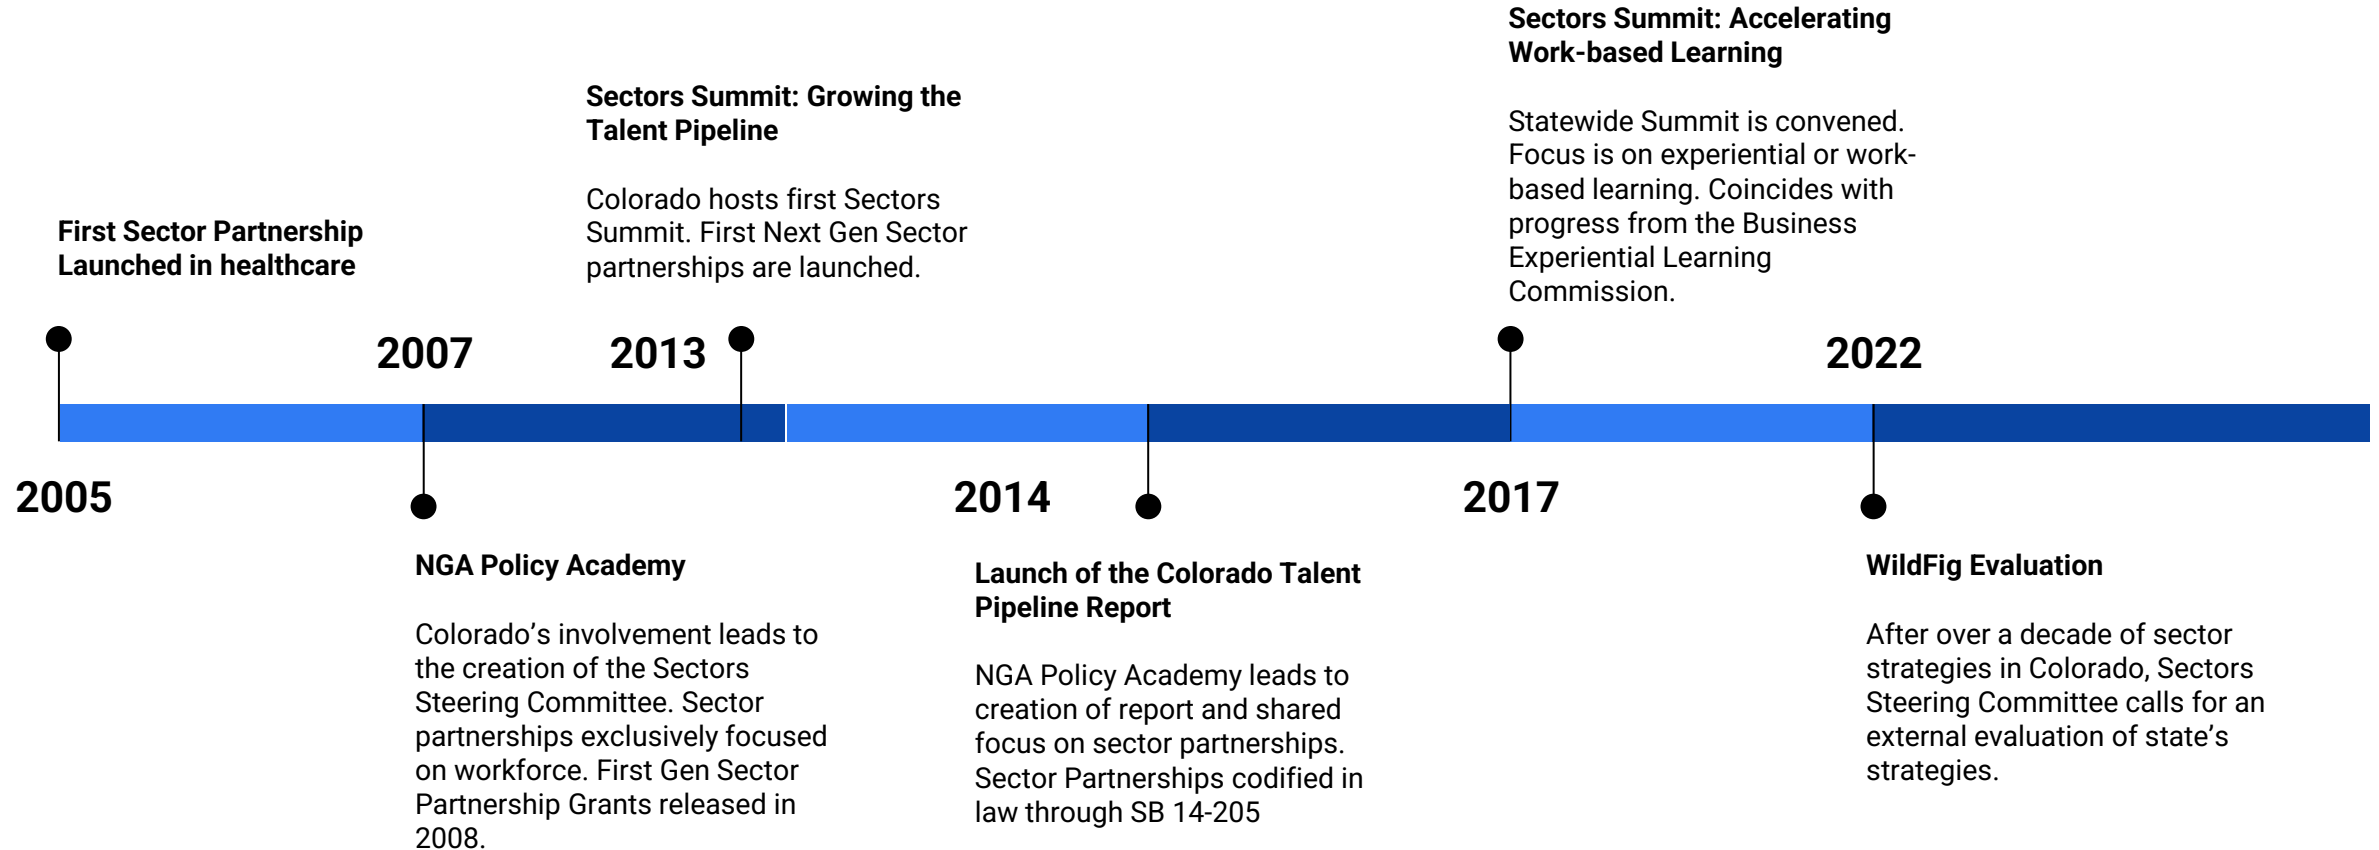 First Sector Partnership
Launched in healthcare
2005
2007
NGA Policy Academy
Colorado’s involvement leads to
the creation of the Sectors
Steering Committee. Sector
partnerships exclusively focused
on workforce. First Gen Sector
Partnership Grants released in
2008.
Sectors Summit: Growing the
Talent Pipeline
Colorado hosts first Sectors
Summit. First Next Gen Sector
partnerships are launched.
2013
2014
Launch of the Colorado Talent
Pipeline Report
NGA Policy Academy leads to
creation of report and shared
focus on sector partnerships.
Sector Partnerships codified in
law through SB 14-205
Sectors Summit: Accelerating
Work-based Learning
Statewide Summit is convened.
Focus is on experiential or work-
based learning. Coincides with
progress from the Business
Experiential Learning
Commission.
2017
2022
WildFig Evaluation
After over a decade of sector
strategies in Colorado, Sectors
Steering Committee calls for an
external evaluation of state’s
strategies.